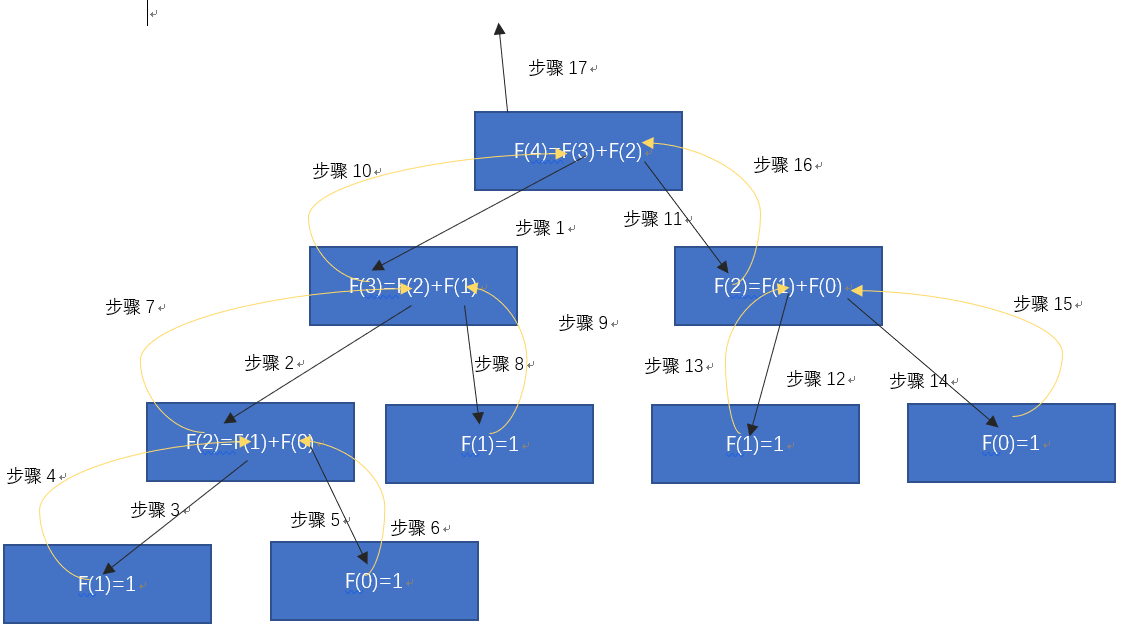 步骤 17
F(4)=F(3)+F(2)
步骤 10
步骤 16
步骤 1
步骤 11
F(3)=F(2)+F(1)
F(2)=F(1)+F(0)
步骤 7
步骤 9
步骤 15
步骤 2
步骤 8
步骤 13
步骤 12
步骤 14
F(2)=F(1)+F(0)
F(1)=1
F(1)=1
F(0)=1
步骤 4
步骤 3
步骤 5
步骤 6
F(1)=1
F(0)=1